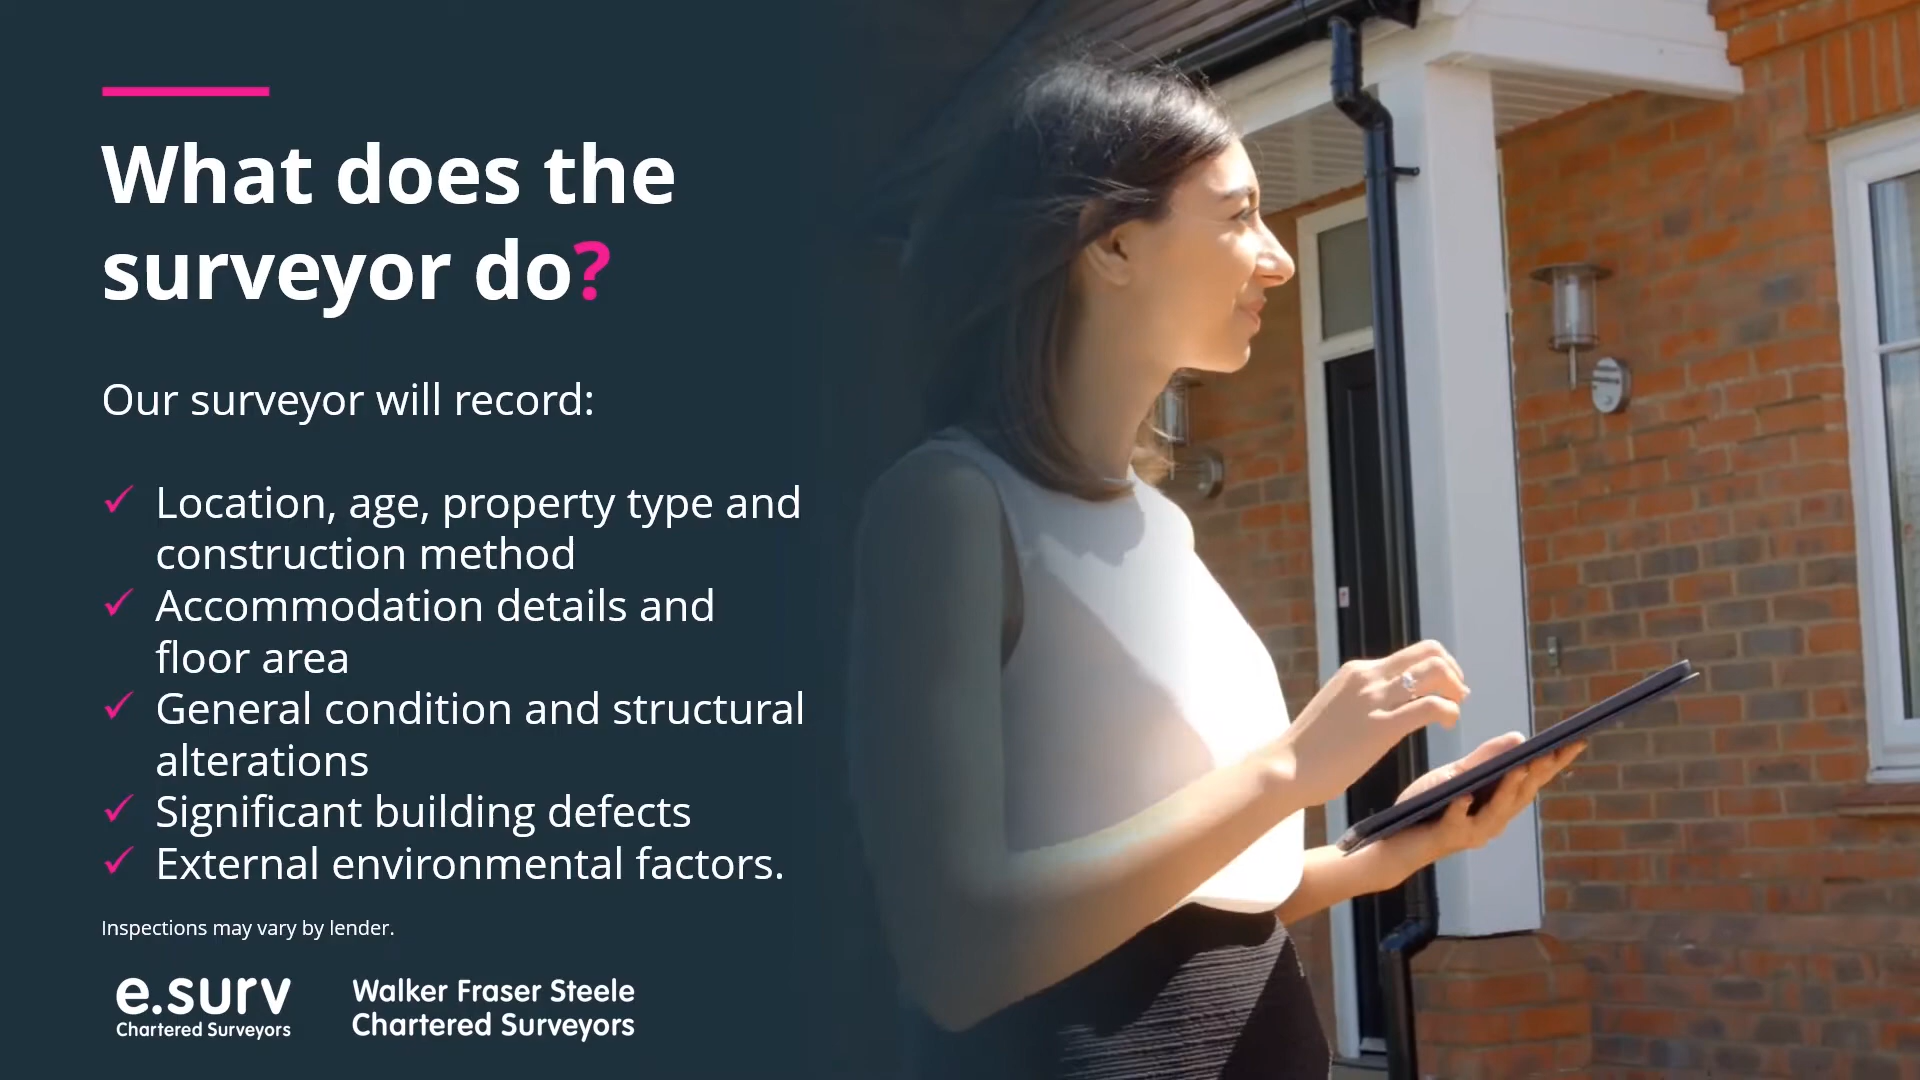 What does the
surveyor do?
Our surveyor will record:
✓ Location, age, property type and
construction method
✓ Accommodation details and
floor area
✓ General condition and structural
alterations
✓ Significant building defects
✓ External environmental factors.
Inspections may vary by lender.
e.surv
Chartered Surveyors
Walker Fraser Steele
Chartered Surveyors